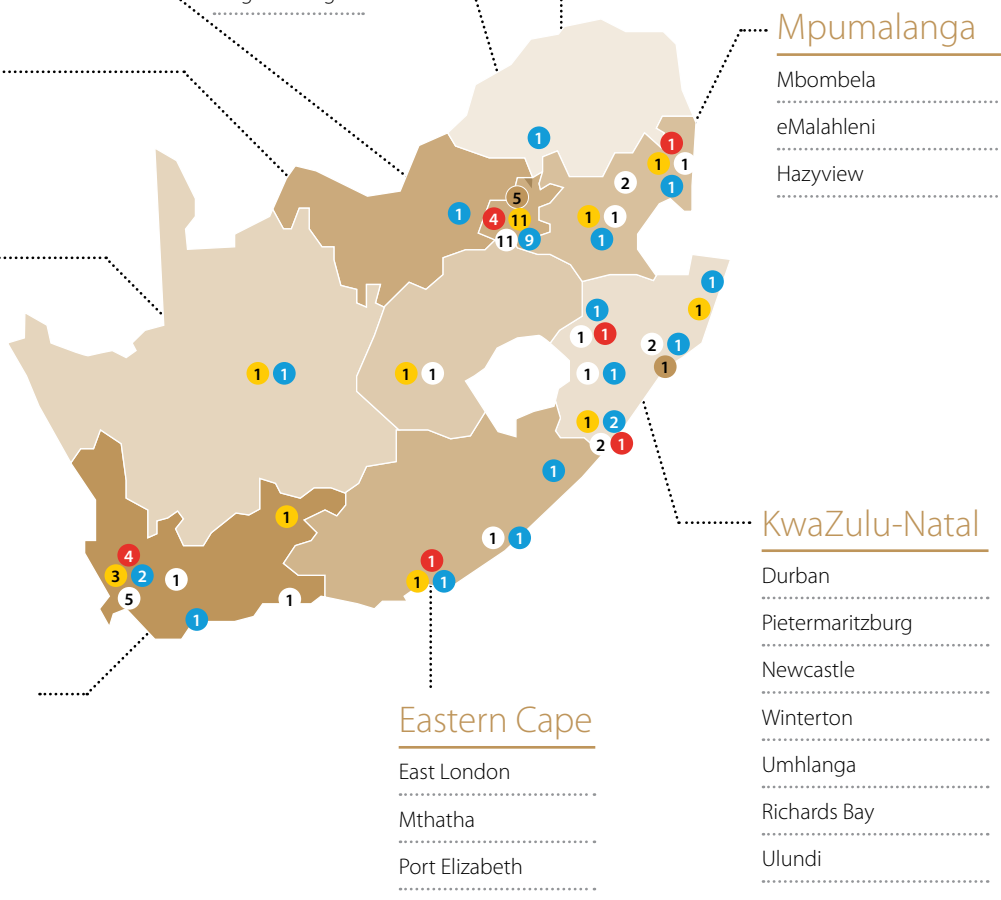 Mpumalanga
Mbombela
eMalahleni
Hazyview
1
1
1 1
2 1
5
1 4 11 1 1
11 9 1
1
1 1
1 1 2 1
1
1 1 1 1 1 1
1 2
2 1
1
1
1 1
4 1
3 2 1 1 1
5 1
1
KwaZulu-Natal
Durban
Pietermaritzburg
Newcastle
Winterton
Umhlanga
Richards Bay
Ulundi
Eastern Cape
East London
Mthatha
Port Elizabeth